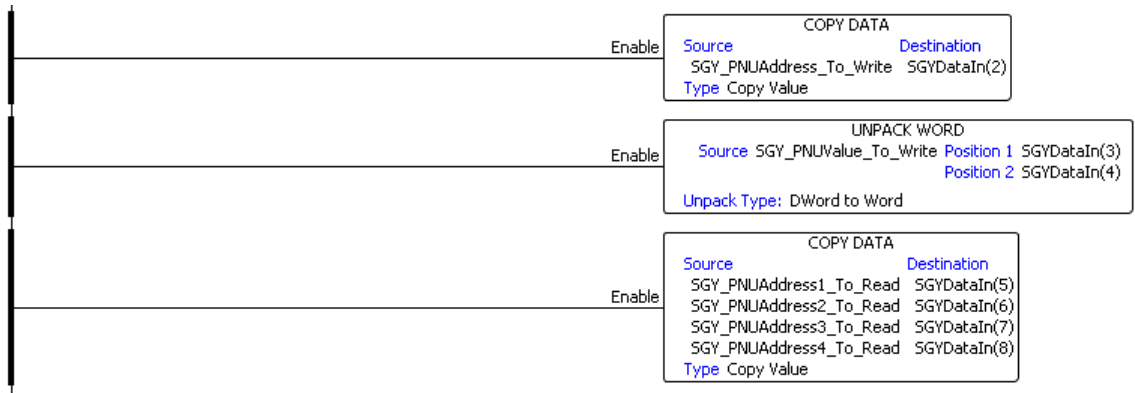 COPY DATA
Enable Source Destination
SGY_PNUAddress_To_Write SGYDataIn(2)
Type Copy Value
UNPACK WORD
Enable Source SGY_PNUValue_To_Write Position 1 SGYDataIn(3)
Position 2 SGYDataIn(4)
Unpack Type: DWord to Word
COPY DATA
Source Destination
SGY_PNUAddress1_To_Read SGYDataIn(5)
Enable SGY_PNUAddress2_To_Read SGYDataIn(6)
SGY_PNUAddress3_To_Read SGYDataIn(7)
SGY_PNUAddress4_To_Read SGYDataIn(8)
Type Copy Value